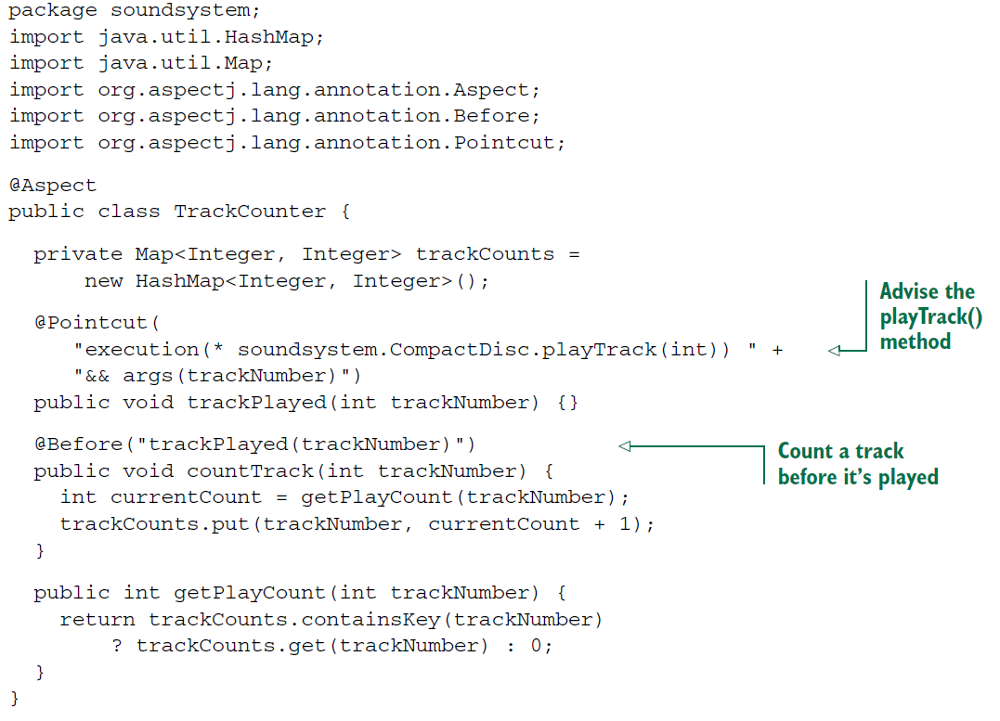 package soundsystem;
import java.util.HashMap;
import java.util.Map;
import org.aspectj.lang.annotation.Aspect;
import org.aspectj.lang.annotation.Before;
import org.aspectj.lang.annotation.Pointcut;
@Aspect
public class TrackCounter {
private Map<Integer, Integer> trackCounts =
new HashMap<Integer, Integer>();
@Pointcut(
"execution(* soundsystem.CompactDisc.playTrack(int)) " +
"&& args(trackNumber)")
public void trackPlayed(int trackNumber) {}
Advise the
playTrack()
method
@Before("trackPlayed(trackNumber)")
public void countTrack(int trackNumber) {
int currentCount = getPlayCount(trackNumber);
trackCounts.put(trackNumber, currentCount + 1);
}
Count a track
before it's played
public int getPlayCount(int trackNumber) {
return trackCounts.containsKey(trackNumber)
? trackCounts.get(trackNumber) : 0;
}
}